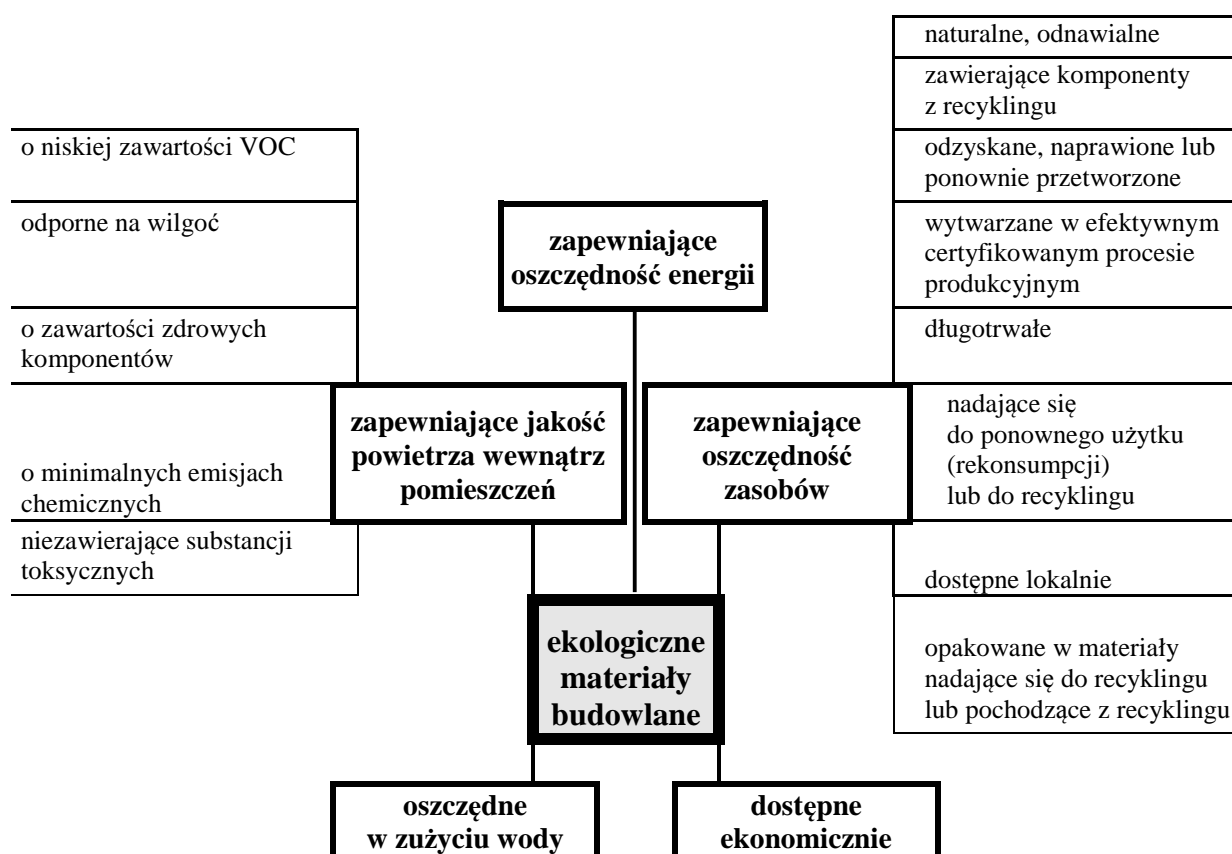 naturalne, odnawialne
zawierające komponenty
z recyklingu
o niskiej zawartości VOC
odzyskane, naprawione lub
ponownie przetworzone
odporne na wilgoć
zapewniające
oszczędność energii
wytwarzane w efektywnym
certyfikowanym procesie
produkcyjnym
o zawartości zdrowych
komponentów
długotrwałe
zapewniające jakość
powietrza wewnątrz
pomieszczeń
zapewniające
oszczędność
zasobów
nadające się
do ponownego użytku
(rekonsumpcji)
lub do recyklingu
o minimalnych emisjach
chemicznych
niezawierające substancji
toksycznych
dostępne lokalnie
ekologiczne
materiały
budowlane
opakowane w materiały
nadające się do recyklingu
lub pochodzące z recyklingu
oszczędne
w zużyciu wody
dostępne
ekonomicznie